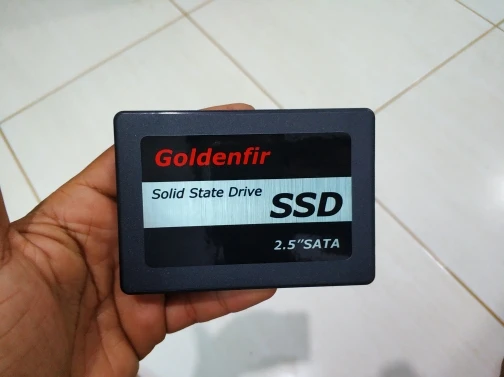 Goldenfir
Solid State Drive
SSD
2.5"SATA